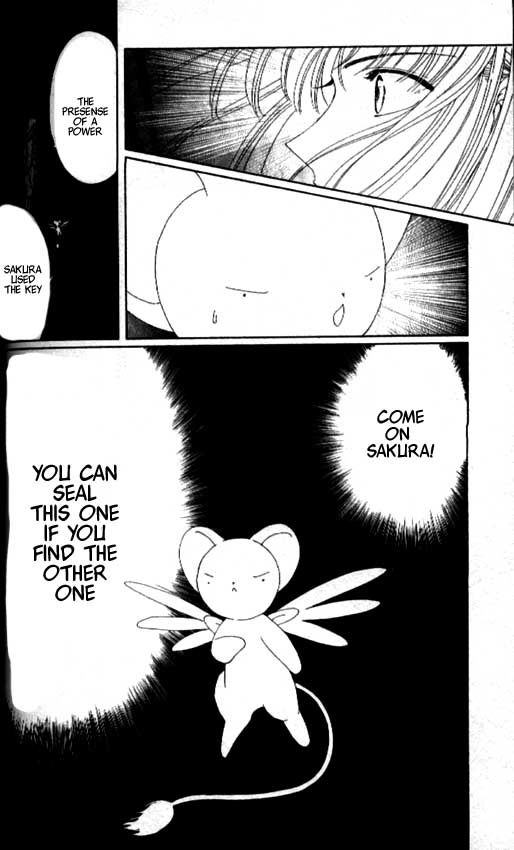 THE
PRESENSE
OF A
POWER
SAKURA
USED
THE KEY
COME
ON
SAKURA!
YOU CAN
SEAL
THIS ONE
IF YOU
FIND THE
OTHER
ONE